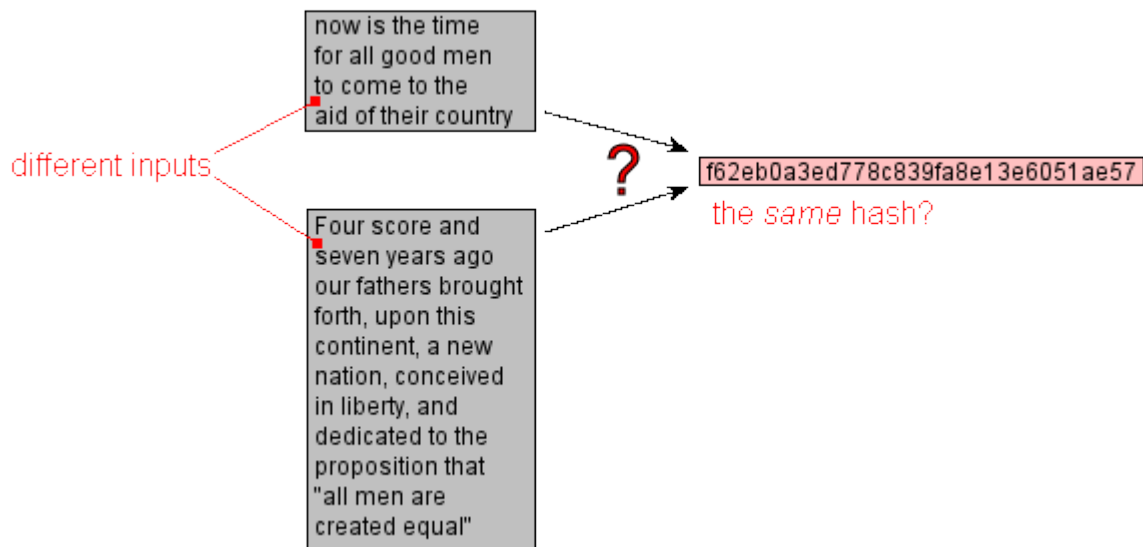 now is the time
for all good men
to come to the
aid of their country
different inputs
?
f62eb0a3ed778c839fa8e13e6051ae57
the same hash?
Four score and
seven years ago
our fathers brought
forth, upon this
continent, a new
nation, conceived
in liberty, and
dedicated to the
proposition that
"all men are
created equal"